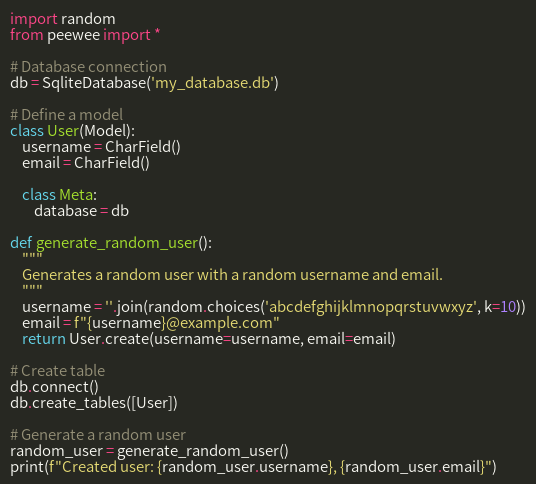 import random
from peewee import *

# Database connection
db = SqliteDatabase('my_database.db')

# Define a model
class User(Model):
    username = CharField()
    email = CharField()

    class Meta:
        database = db

def generate_random_user():
    """
    Generates a random user with a random username and email.
    """
    username = ''.join(random.choices('abcdefghijklmnopqrstuvwxyz', k=10))
    email = f"{username}@example.com"
    return User.create(username=username, email=email)

# Create table
db.connect()
db.create_tables([User])

# Generate a random user
random_user = generate_random_user()
print(f"Created user: {random_user.username}, {random_user.email}")